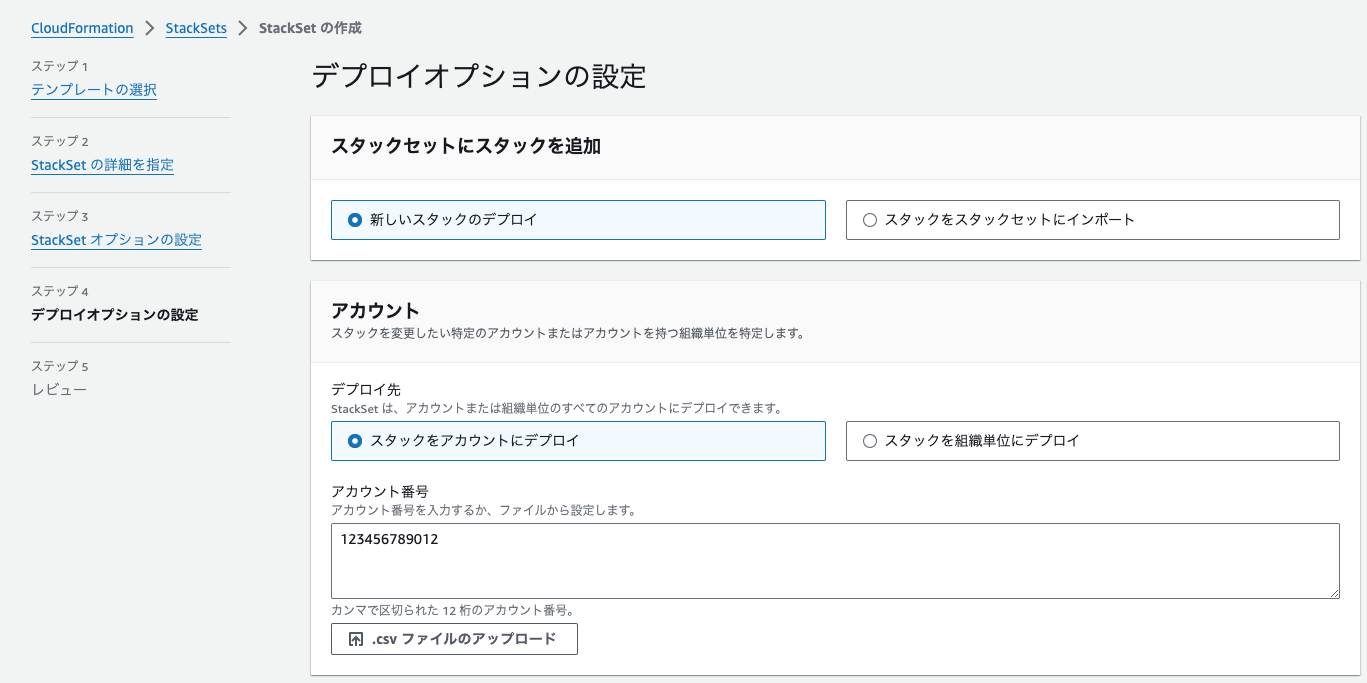 CloudFormation > StackSets > StackSet の作成
ステップ 1
テンプレートの選択
ステップ 2
StackSet の詳細を指定
ステップ 3
StackSet オプションの設定
ステップ 4
デプロイオプションの設定
ステップ 5
レビュー
デプロイオプションの設定
スタックセットにスタックを追加
新しいスタックのデプロイ
スタックをスタックセットにインポート
アカウント
スタックを変更したい特定のアカウントまたはアカウントを持つ組織単位を特定します。
デプロイ先
StackSet は、アカウントまたは組織単位のすべてのアカウントにデプロイできます。
スタックをアカウントにデプロイ
スタックを組織単位にデプロイ
アカウント番号
アカウント番号を入力するか、ファイルから設定します。
123456789012
カンマで区切られた 12 桁のアカウント番号。
.csv ファイルのアップロード